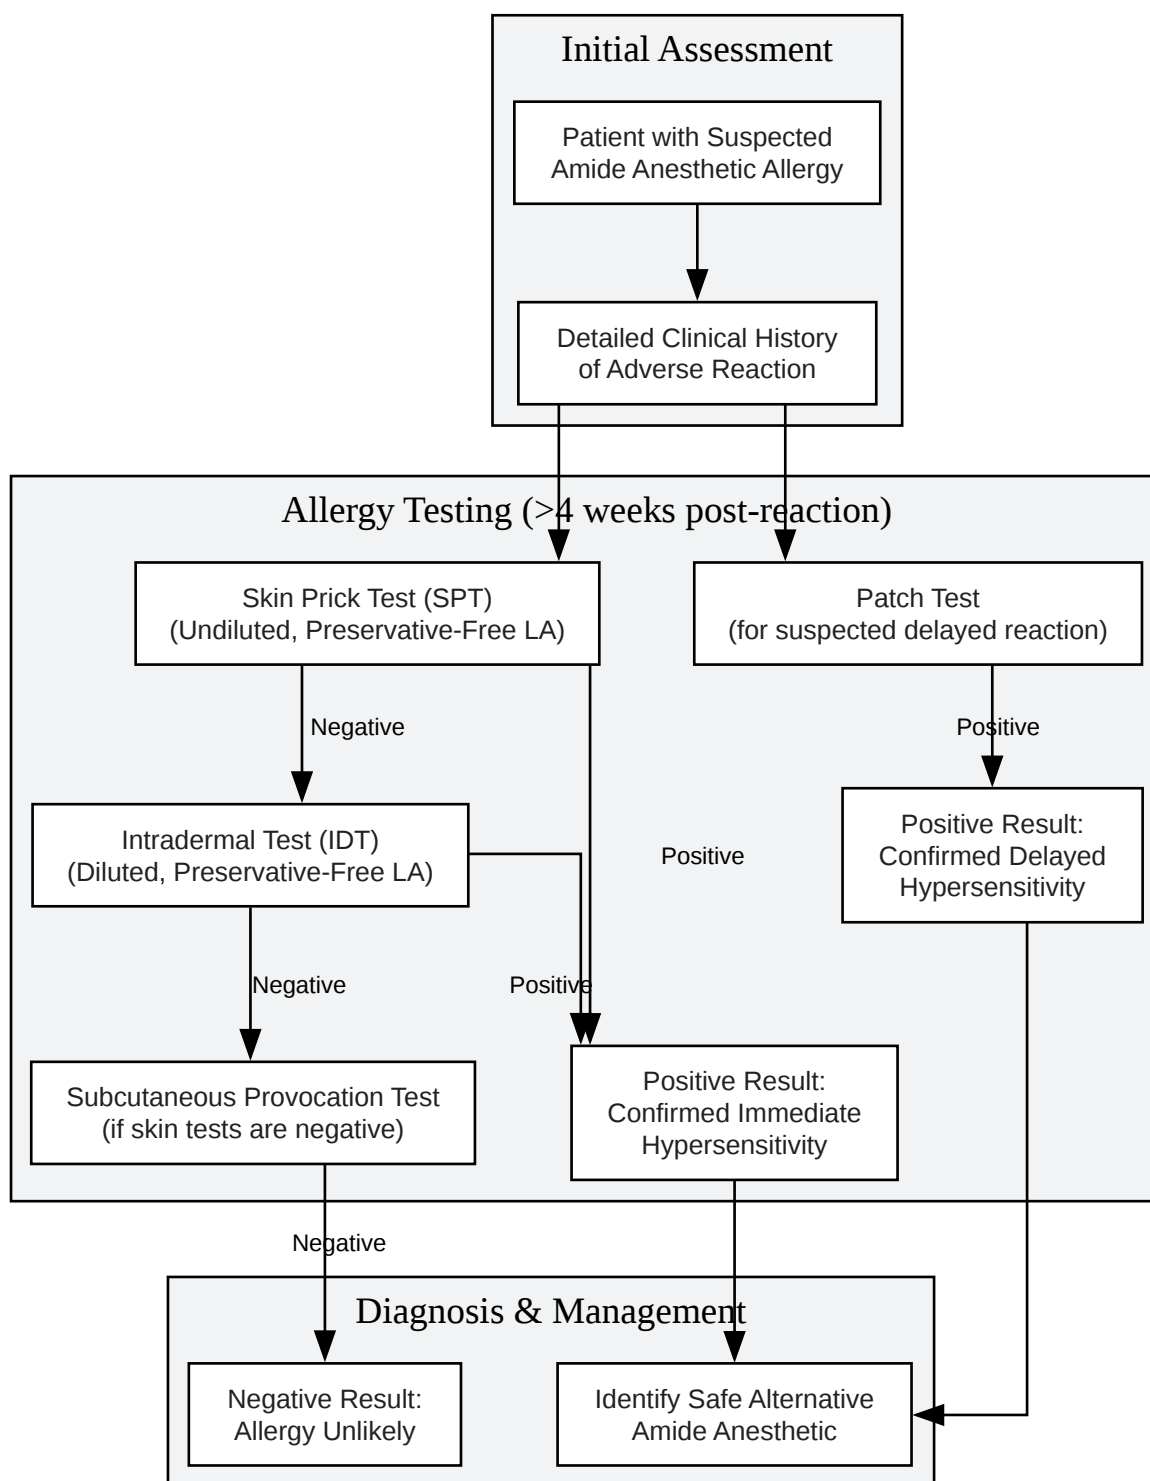 Initial Assessment
Patient with Suspected
Amide Anesthetic Allergy
Detailed Clinical History
of Adverse Reaction
Allergy Testing (>4 weeks post-reaction)
Skin Prick Test (SPT)
(Undiluted, Preservative-Free LA)
Patch Test
(for suspected delayed reaction)
Negative
Positive
Intradermal Test (IDT)
(Diluted, Preservative-Free LA)
Positive
Positive Result:
Confirmed Delayed
Hypersensitivity
Negative
Positive
Subcutaneous Provocation Test
(if skin tests are negative)
Positive Result:
Confirmed Immediate
Hypersensitivity
Negative
Diagnosis & Management
Negative Result:
Allergy Unlikely
Identify Safe Alternative
Amide Anesthetic